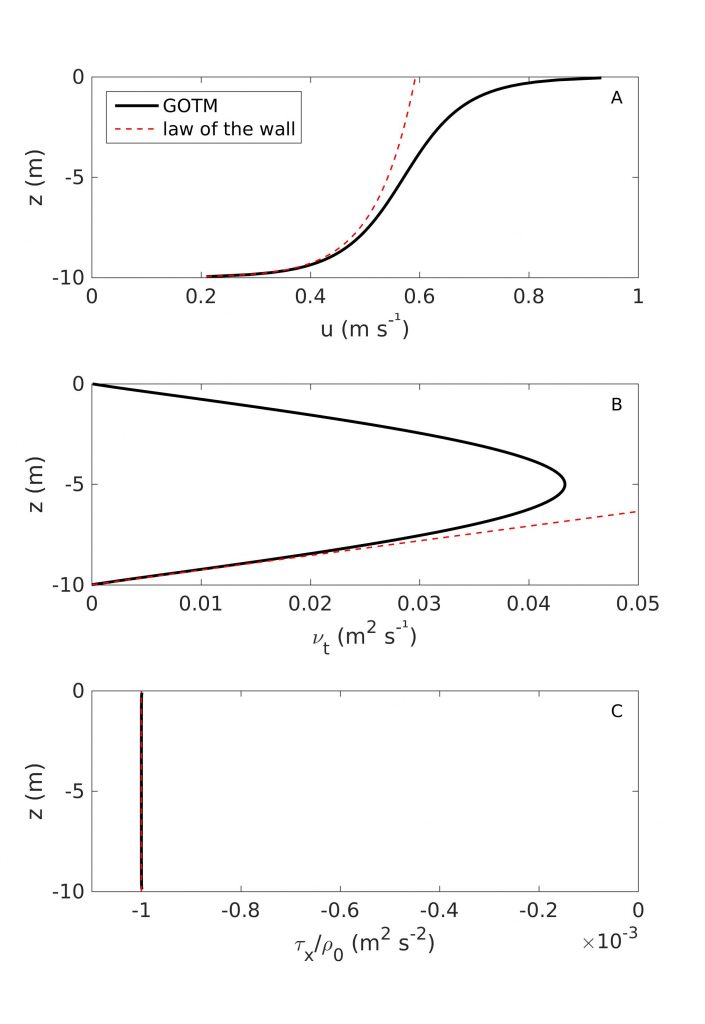 0
A
GOTM
law of the wall
z (m)
-5
-10
0 0.2 0.4 0.6 0.8 1
u (m s⁻¹)
0
B
z (m)
-5
-10
0 0.01 0.02 0.03 0.04 0.05
νₜ (m² s⁻¹)
0
C
z (m)
-5
-10
-1 -0.8 -0.6 -0.4 -0.2 0
τₓ/ρ₀ (m² s⁻²)
×10⁻³